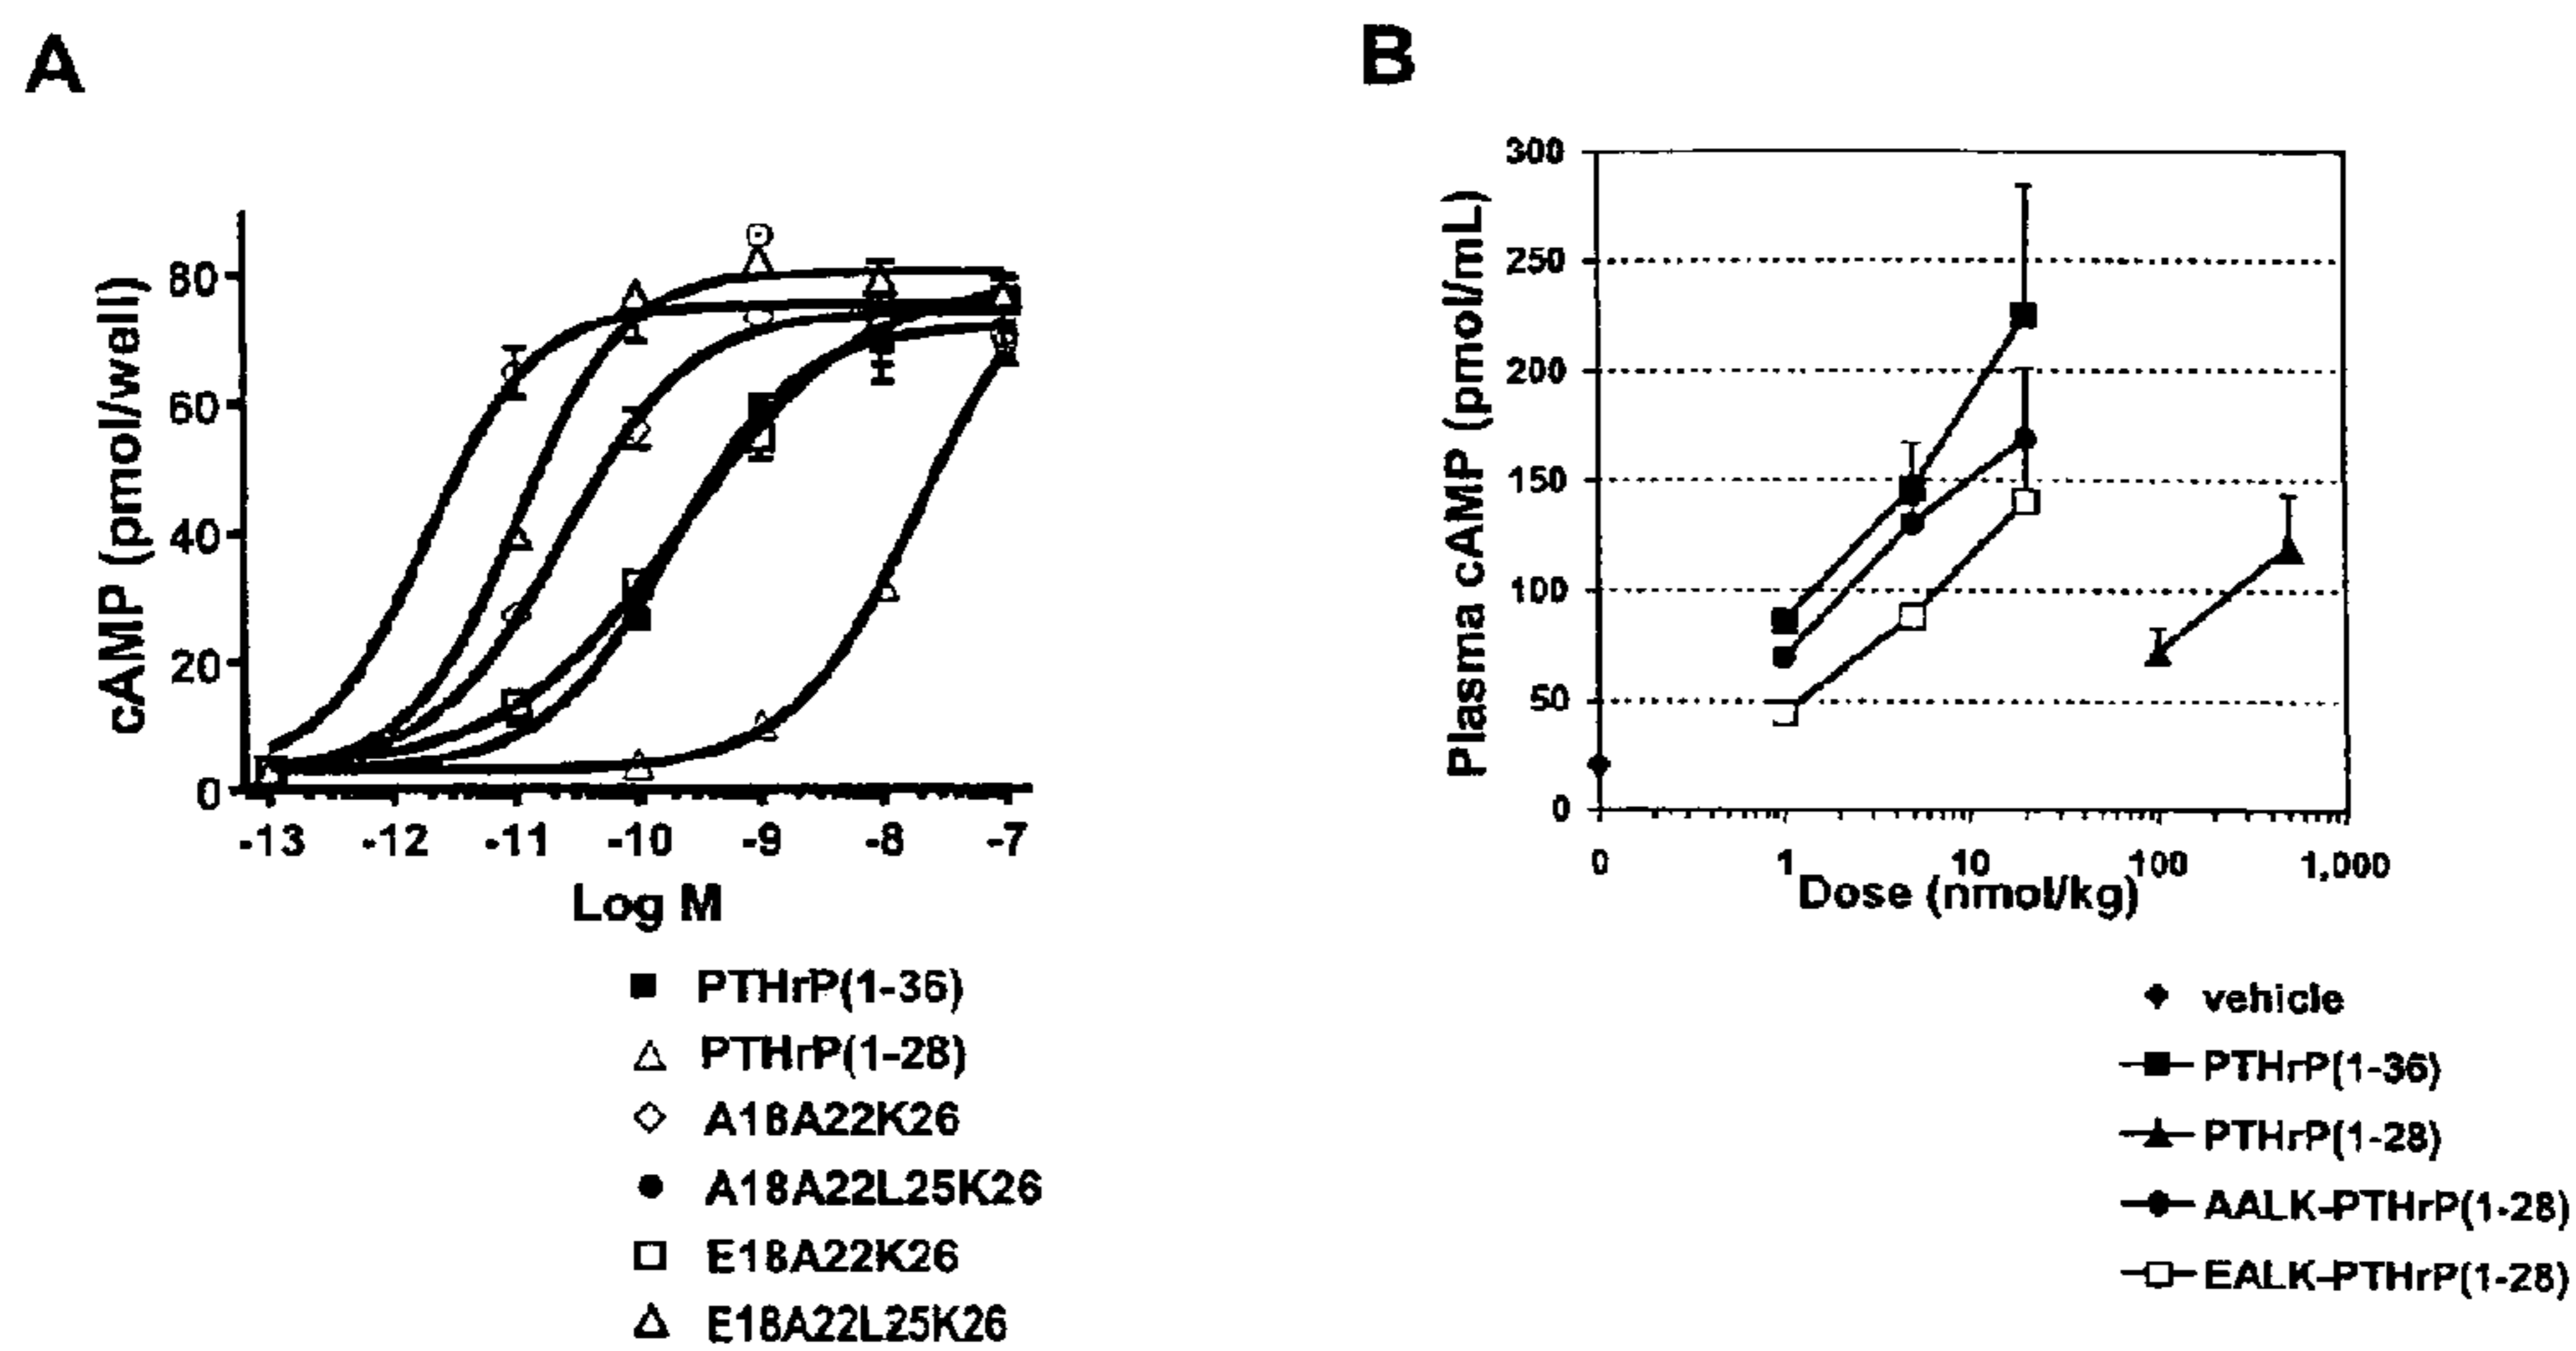 A
B
cAMP (pmol/well)
80
60
40
20
0
-13 -12 -11 -10 -9 -8 -7
Log M
PTHrP(1-36)
PTHrP(1-28)
A18A22K26
A18A22L25K26
E18A22K26
E18A22L25K26
Plasma cAMP (pmol/mL)
300
250
200
150
100
50
0
0 1 10 100 1,000
Dose (nmol/kg)
vehicle
PTHrP(1-36)
PTHrP(1-28)
AALK-PTHrP(1-28)
EALK-PTHrP(1-28)